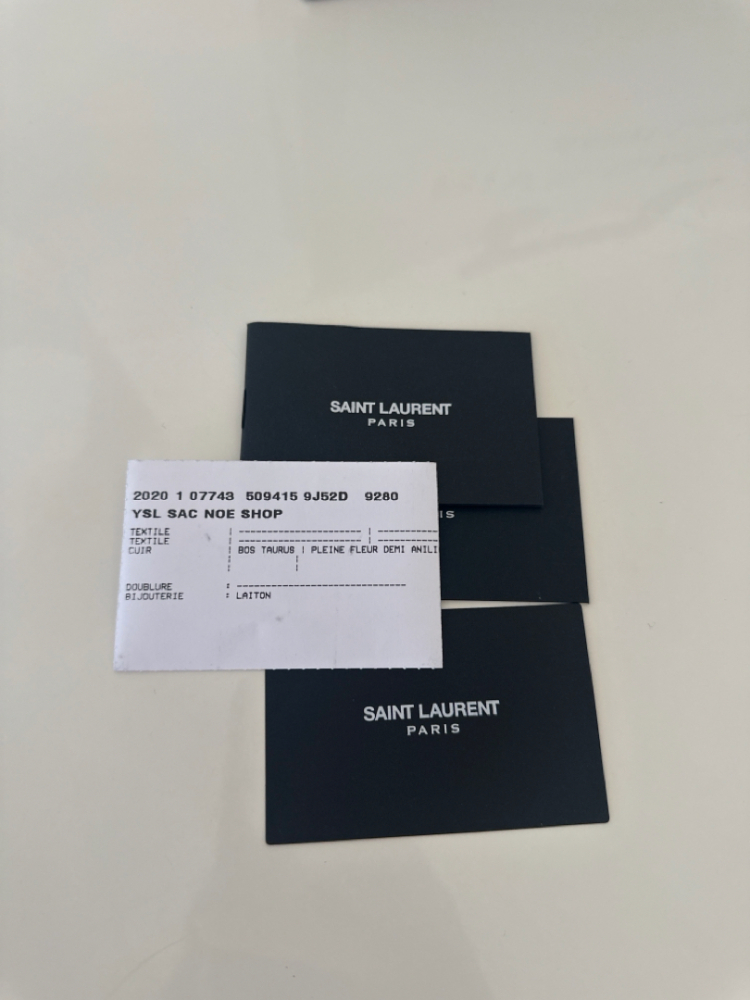 SAINT LAURENT
PARIS
IS
2020 1 07743 509415 9J52D 9280
YSL SAC NOE SHOP
TEXTILE | ---------------------- | -----------
TEXTILE | ---------------------- | -----------
CUIR | BOS TAURUS | PLEINE FLEUR DEMI ANILI
| |
| |
DOUBLURE : ------------------------------
BIJOUTERIE : LAITON
SAINT LAURENT
PARIS